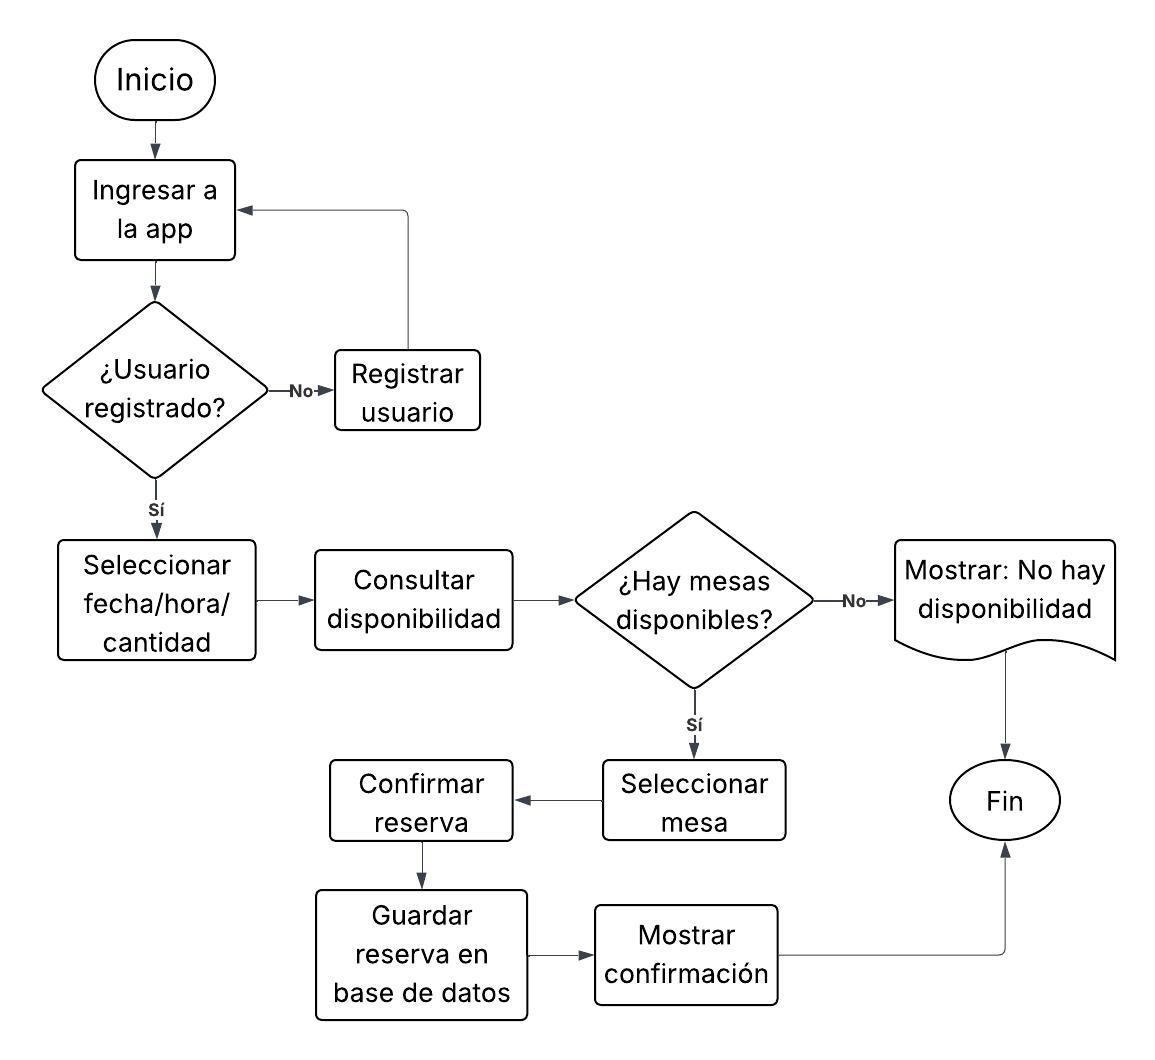 Inicio
Ingresar a
la app
¿Usuario
registrado?
No
Registrar
usuario
Sí
Seleccionar
fecha/hora/
cantidad
Consultar
disponibilidad
¿Hay mesas
disponibles?
No
Mostrar: No hay
disponibilidad
Sí
Seleccionar
mesa
Confirmar
reserva
Guardar
reserva en
base de datos
Mostrar
confirmación
Fin